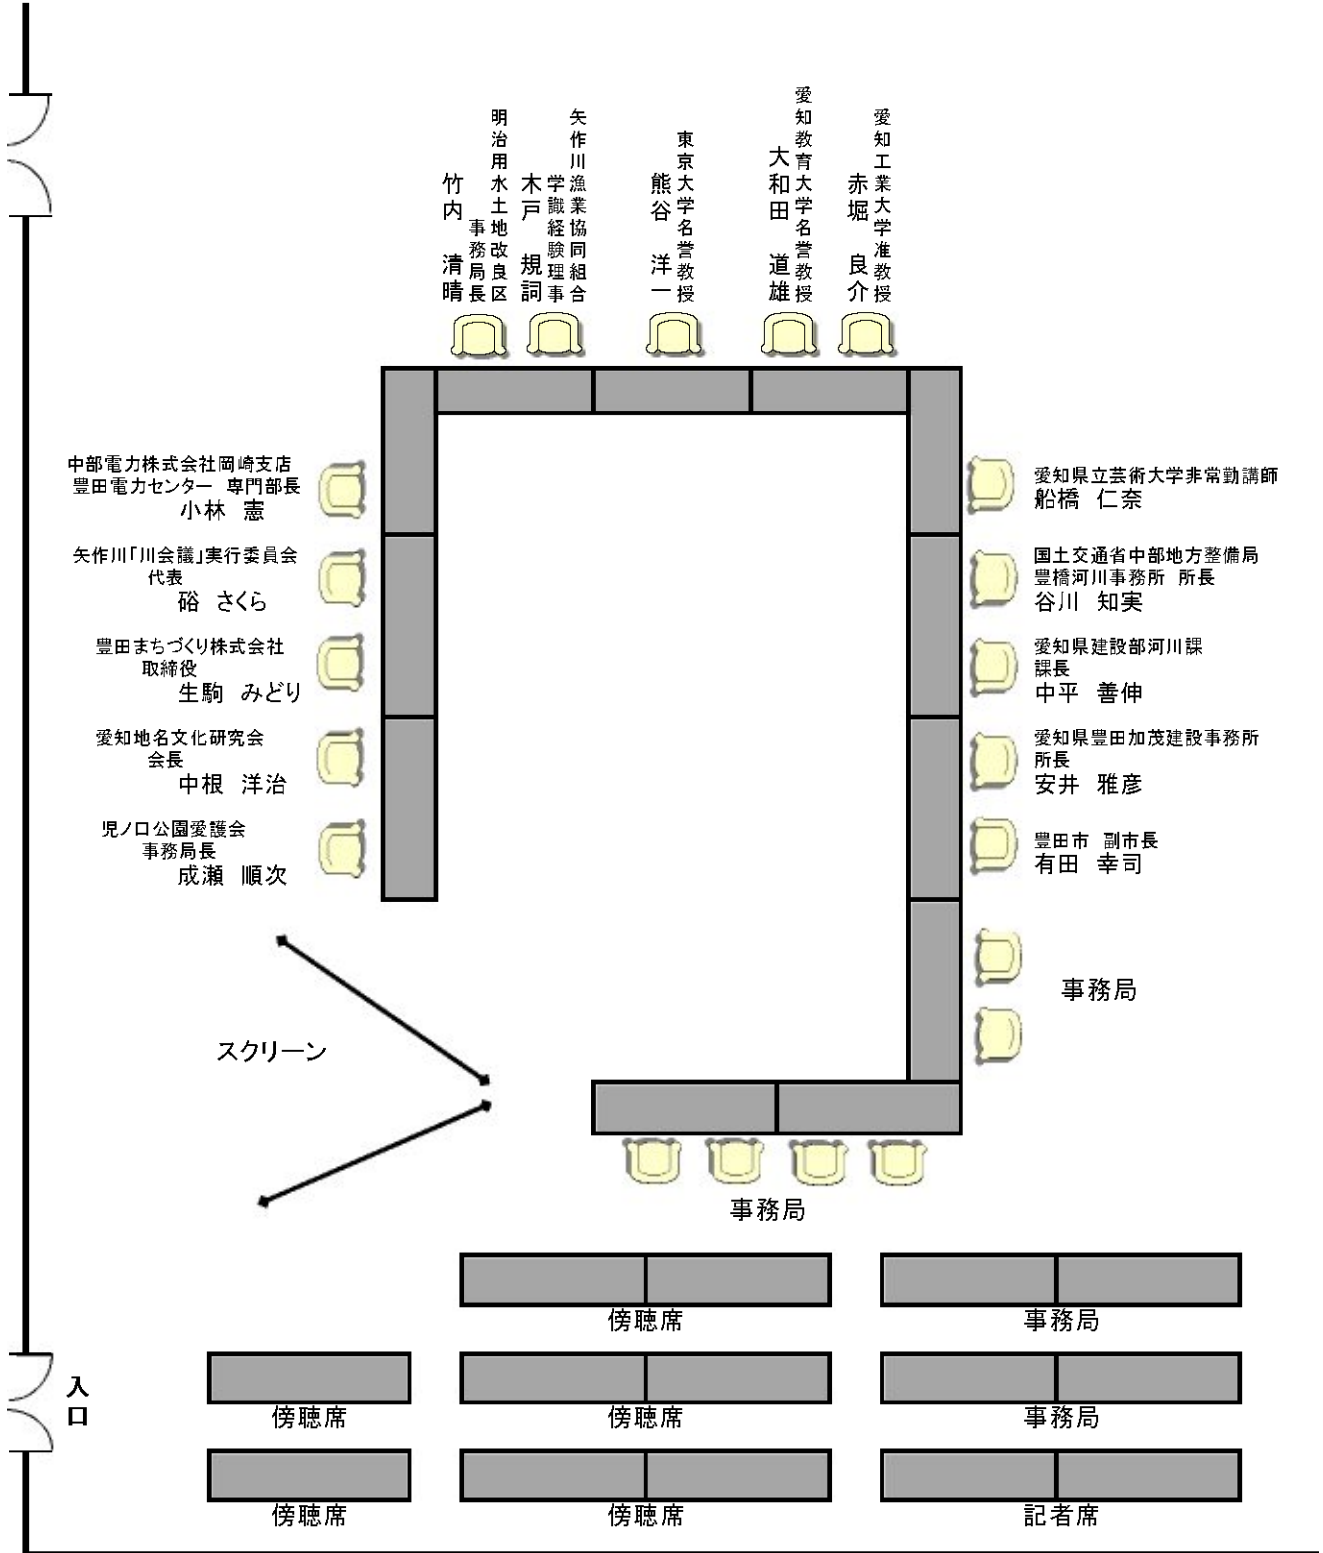 愛知工業大学准教授
赤堀　良介
愛知教育大学名誉教授
大和田　道雄
東京大学名誉教授
熊谷　洋一
矢作川漁業協同組合
学識経験理事
木戸　規詞
明治用水土地改良区
事務局長
竹内　清晴
中部電力株式会社岡崎支店
豊田電力センター 専門部長
小林　憲
矢作川「川会議」実行委員会
代表
硲　さくら
豊田まちづくり株式会社
取締役
生駒　みどり
愛知地名文化研究会
会長
中根　洋治
児ノ口公園愛護会
事務局長
成瀬　順次
愛知県立芸術大学非常勤講師
船橋　仁奈
国土交通省中部地方整備局
豊橋河川事務所 所長
谷川　知実
愛知県建設部河川課
課長
中平　善伸
愛知県豊田加茂建設事務所
所長
安井　雅彦
豊田市　副市長
有田　幸司
事務局
スクリーン
事務局
傍聴席
事務局
入口
傍聴席
傍聴席
事務局
傍聴席
傍聴席
記者席